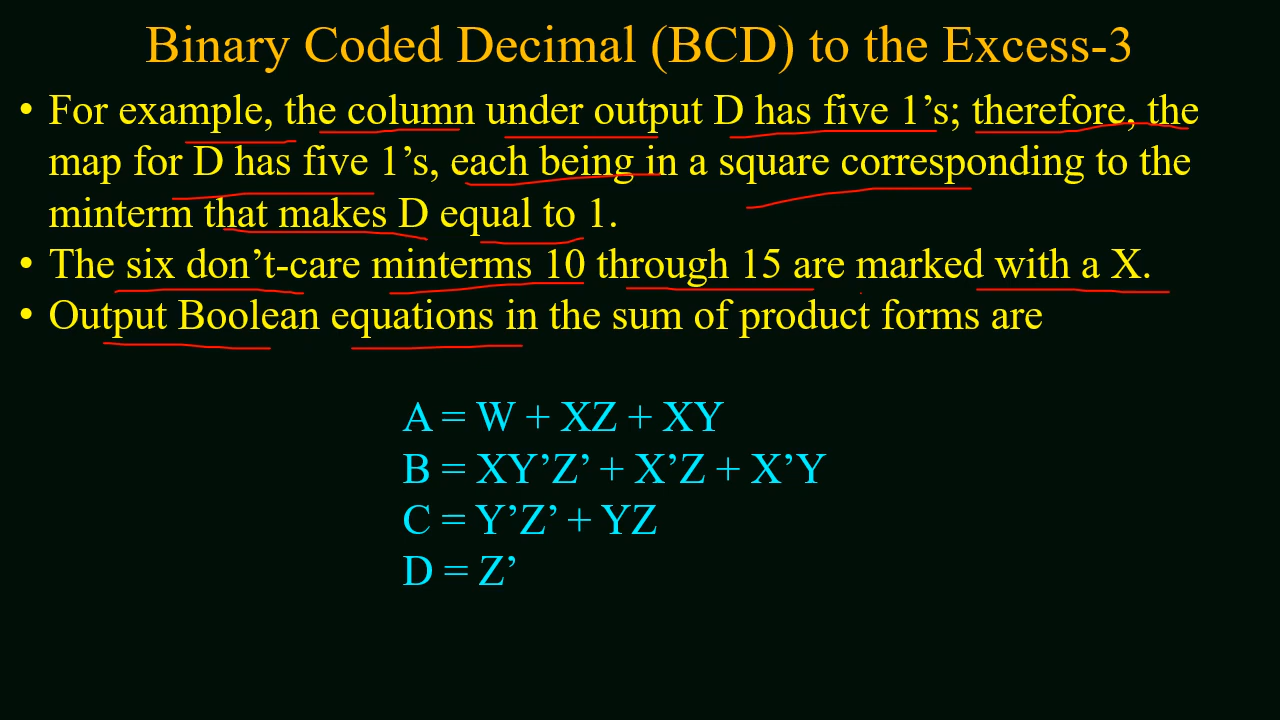 Binary Coded Decimal (BCD) to the Excess-3
• For example, the column under output D has five 1’s; therefore, the
map for D has five 1’s, each being in a square corresponding to the
minterm that makes D equal to 1.
• The six don’t-care minterms 10 through 15 are marked with a X.
• Output Boolean equations in the sum of product forms are
A = W + XZ + XY
B = XY’Z’ + X’Z + X’Y
C = Y’Z’ + YZ
D = Z’